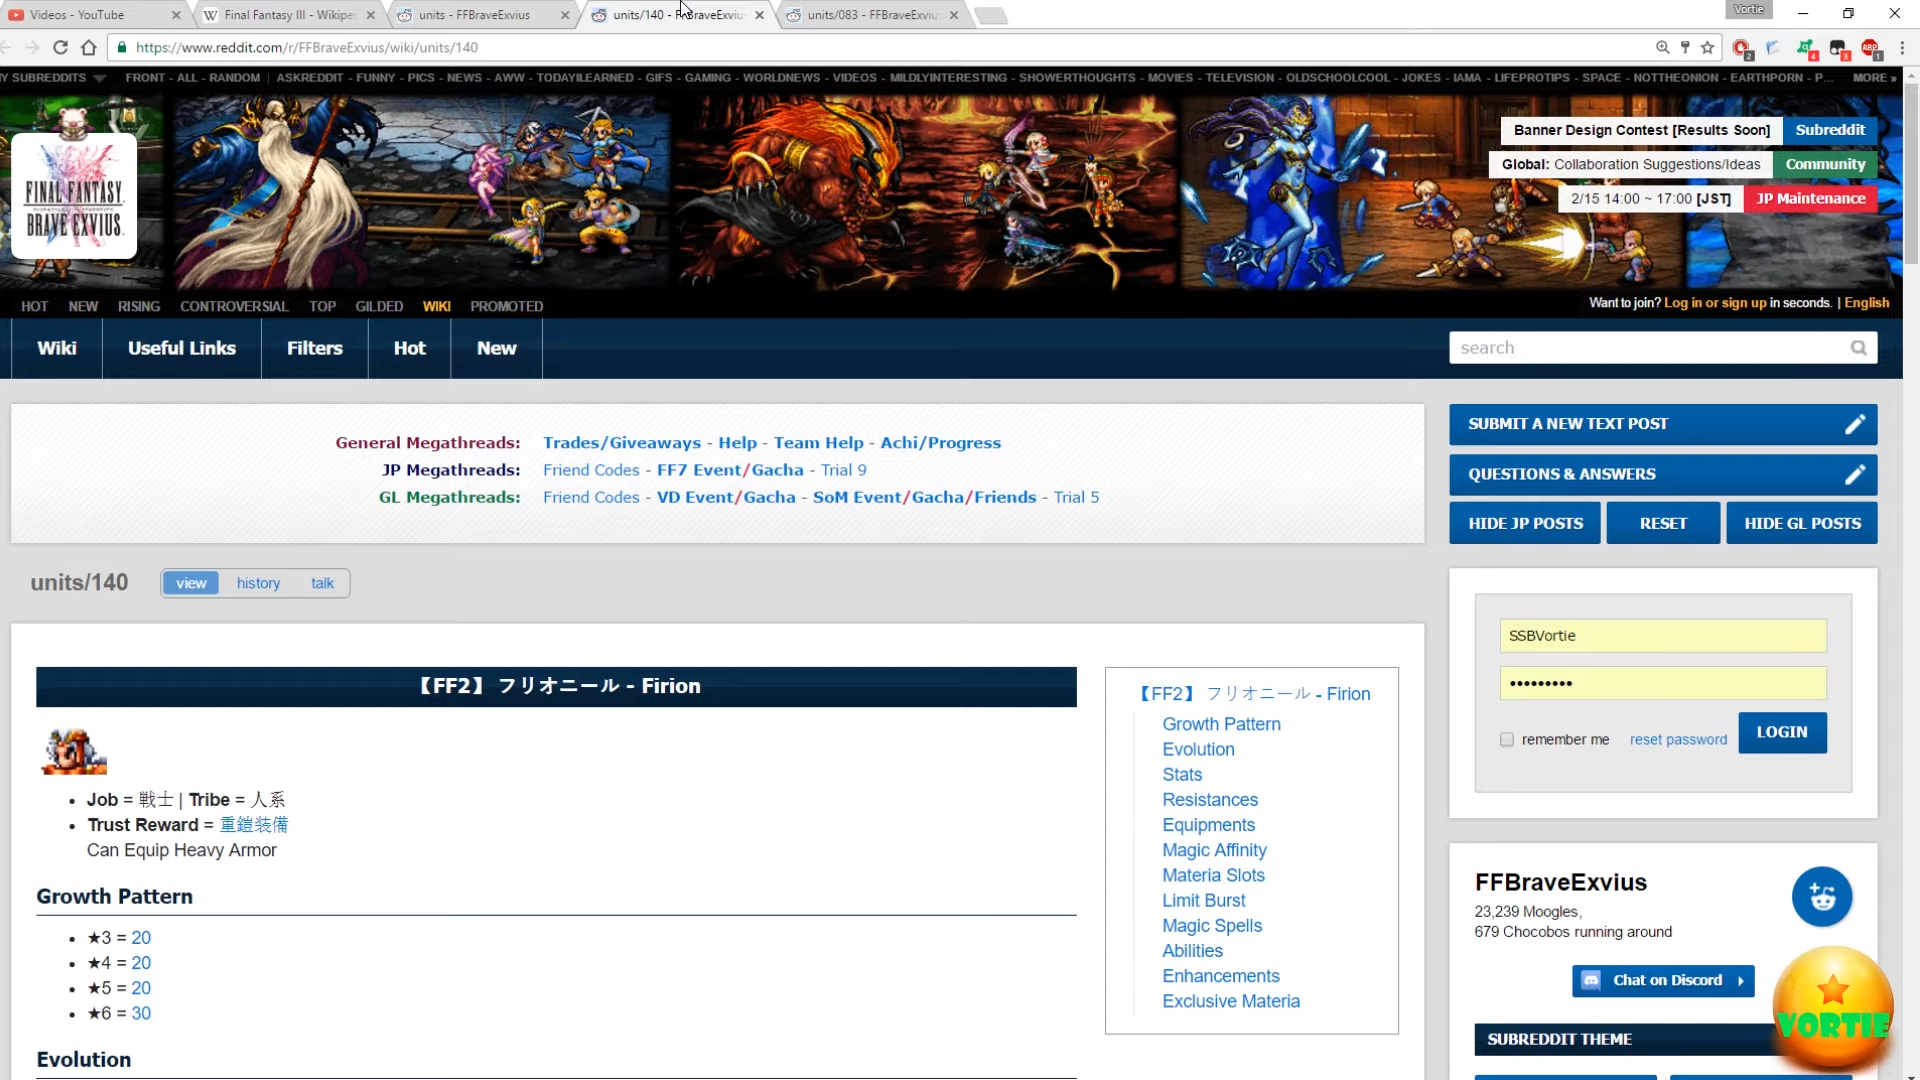 Videos - YouTube
Final Fantasy III - Wikipe
units - FFBraveExvius
units/140 - FFBraveExviu
units/083 - FFBraveExviu
Vortie
https://www.reddit.com/r/FFBraveExvius/wiki/units/140
Y SUBREDDITS
FRONT - ALL - RANDOM | ASKREDDIT - FUNNY - PICS - NEWS - AWW - TODAYILEARNED - GIFS - GAMING - WORLDNEWS - VIDEOS - MILDLYINTERESTING - SHOWERTHOUGHTS - MOVIES - TELEVISION - OLDSCHOOLCOOL - JOKES - IAMA - LIFEPROTIPS - SPACE - NOTTHEONION - EARTHPORN - P... MORE »
FINAL FANTASY
BRAVE EXVIUS
Banner Design Contest [Results Soon] Subreddit
Global: Collaboration Suggestions/Ideas Community
2/15 14:00 ~ 17:00 [JST] JP Maintenance
HOT NEW RISING CONTROVERSIAL TOP GILDED WIKI PROMOTED
Want to join? Log in or sign up in seconds. | English
Wiki Useful Links Filters Hot New
search
General Megathreads: Trades/Giveaways - Help - Team Help - Achi/Progress
JP Megathreads: Friend Codes - FF7 Event/Gacha - Trial 9
GL Megathreads: Friend Codes - VD Event/Gacha - SoM Event/Gacha/Friends - Trial 5
SUBMIT A NEW TEXT POST
QUESTIONS & ANSWERS
HIDE JP POSTS RESET HIDE GL POSTS
units/140 view history talk
【FF2】 フリオニール - Firion
• Job = 戦士 | Tribe = 人系
• Trust Reward = 重鎧装備
Can Equip Heavy Armor
Growth Pattern
• ★3 = 20
• ★4 = 20
• ★5 = 20
• ★6 = 30
Evolution
【FF2】 フリオニール - Firion
Growth Pattern
Evolution
Stats
Resistances
Equipments
Magic Affinity
Materia Slots
Limit Burst
Magic Spells
Abilities
Enhancements
Exclusive Materia
SSBVortie
•••••••••
remember me reset password LOGIN
FFBraveExvius
23,239 Moogles,
679 Chocobos running around
Chat on Discord
SUBREDDIT THEME
VORTIE